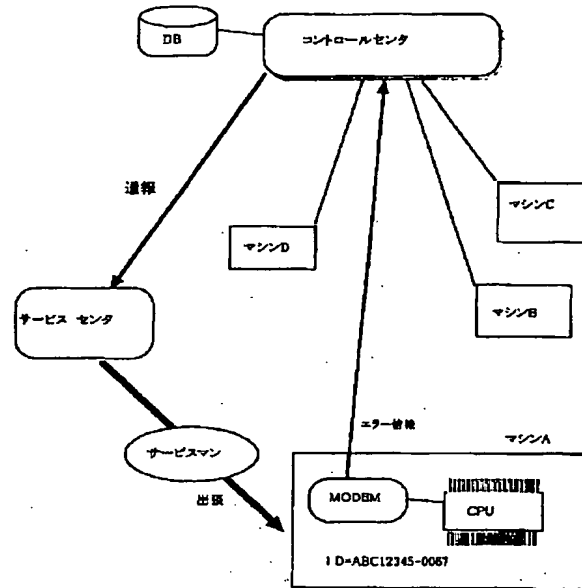 DB
コントロールセンタ
通報
マシンC
マシンD
マシンB
サービス センタ
エラー情報
マシンA
サービスマン
MODEM
CPU
出張
ID=ABC12345-0067